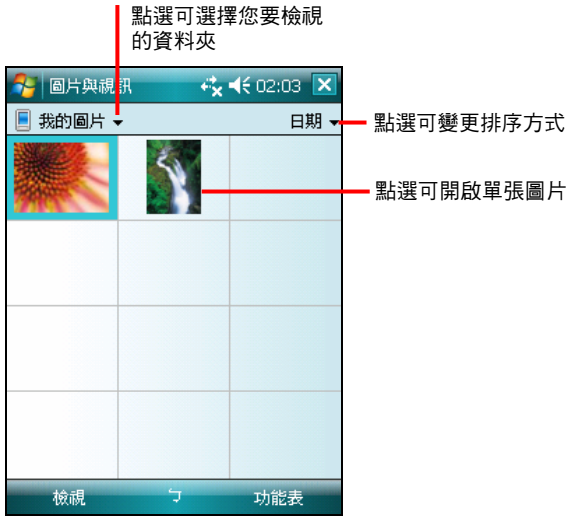 點選可選擇您要檢視
的資料夾
圖片與視訊 02:03
我的圖片 日期
點選可變更排序方式
點選可開啟單張圖片
檢視 ㄅ 功能表